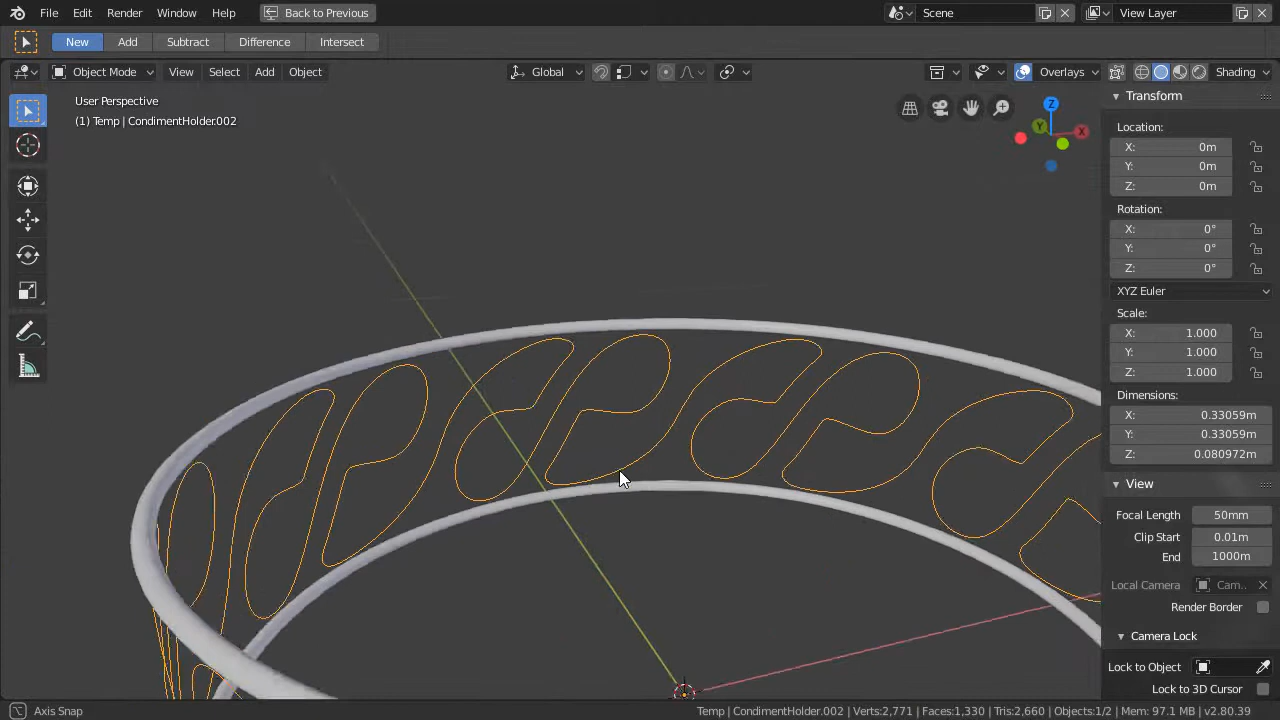 File Edit Render Window Help Back to Previous Scene View Layer
New Add Subtract Difference Intersect
Object Mode View Select Add Object Global Overlays Shading
User Perspective
(1) Temp | CondimentHolder.002
Z
Y
X
Transform
Location:
X: 0m
Y: 0m
Z: 0m
Rotation:
X: 0°
Y: 0°
Z: 0°
XYZ Euler
Scale:
X: 1.000
Y: 1.000
Z: 1.000
Dimensions:
X: 0.33059m
Y: 0.33059m
Z: 0.080972m
View
Focal Length 50mm
Clip Start 0.01m
End 1000m
Local Camera Cam..
Render Border
Camera Lock
Lock to Object
Lock to 3D Cursor
Axis Snap Temp | CondimentHolder.002 | Verts:2,771 | Faces:1,330 | Tris:2,660 | Objects:1/2 | Mem: 97.1 MB | v2.80.39